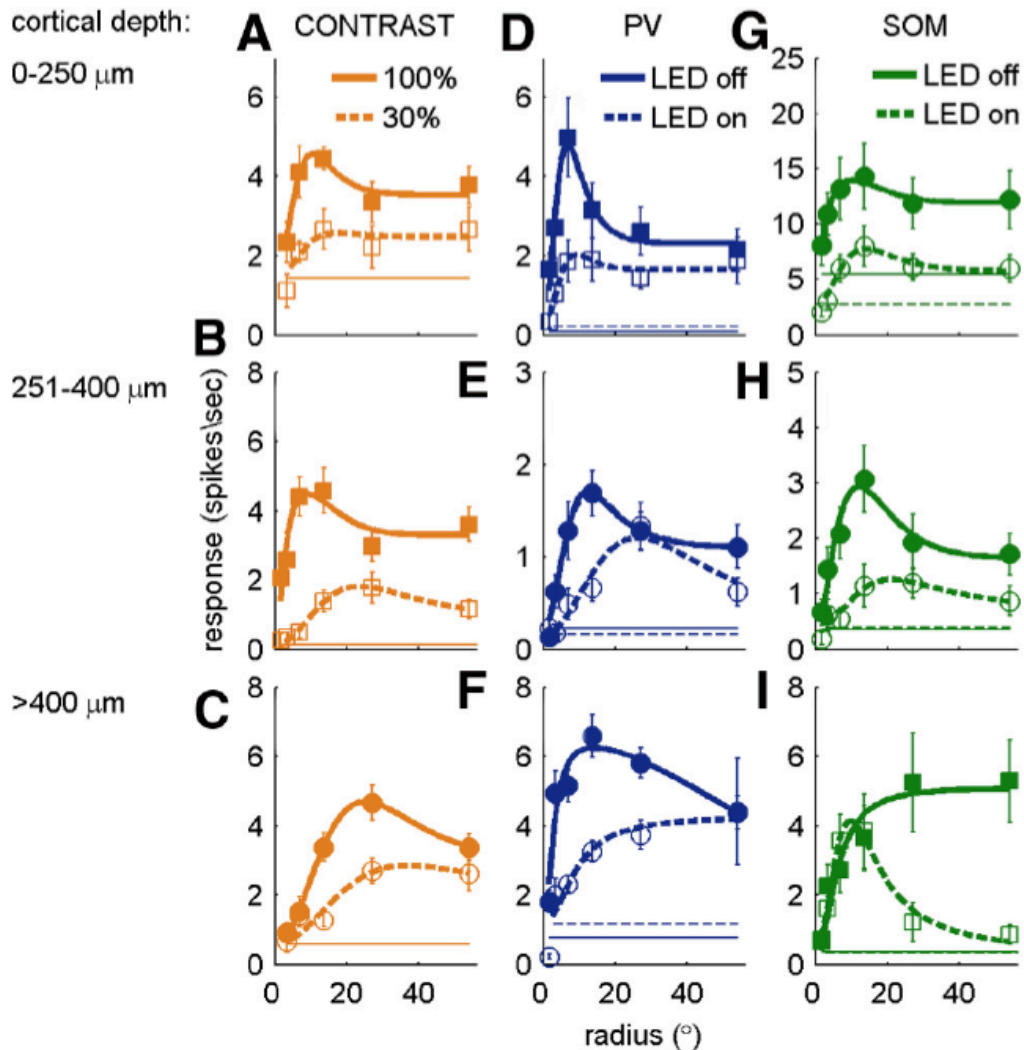 cortical depth:
0-250 μm
251-400 μm
>400 μm
A CONTRAST
100%
30%
6
4
2
0
D PV
LED off
LED on
6
4
2
0
G SOM
LED off
LED on
25
20
15
10
5
0
B
8
6
4
2
0
E
3
2
1
0
H
5
4
3
2
1
0
C
8
6
4
2
0
0 20 40
F
8
6
4
2
0
0 20 40
I
8
6
4
2
0
0 20 40
response (spikes\sec)
radius (°)